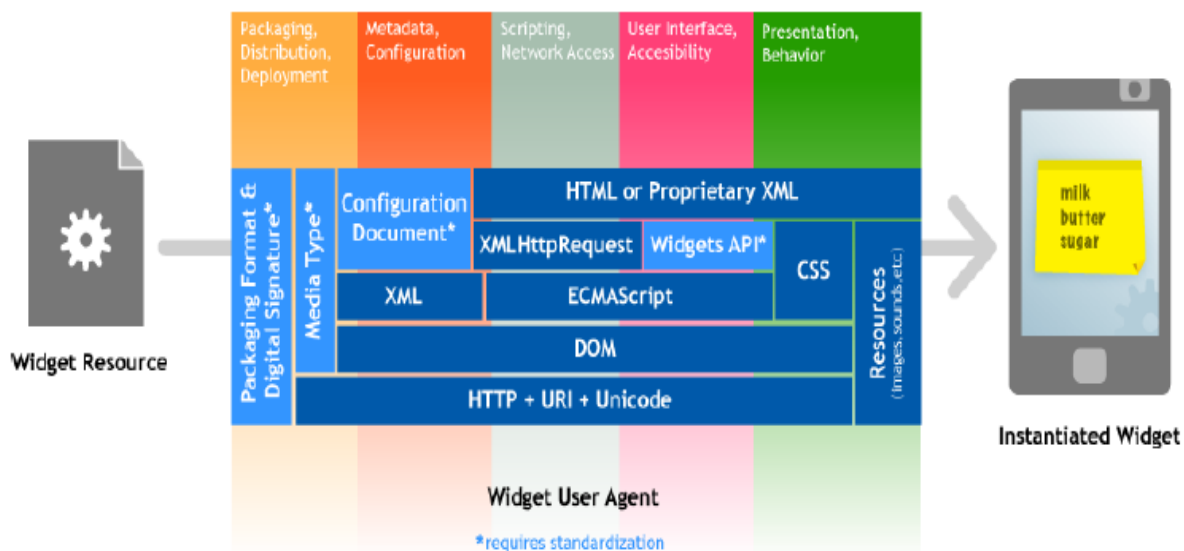 Packaging,
Distribution,
Deployment
Metadata,
Configuration
Scripting,
Network Access
User Interface,
Accesibility
Presentation,
Behavior
Widget Resource
Packaging Format &
Digital Signature*
Media Type*
Configuration
Document*
HTML or Proprietary XML
XMLHttpRequest
Widgets API*
CSS
Resources
(images,sounds,etc)
XML
ECMAScript
DOM
HTTP + URI + Unicode
milk
butter
sugar
Instantiated Widget
Widget User Agent
*requires standardization